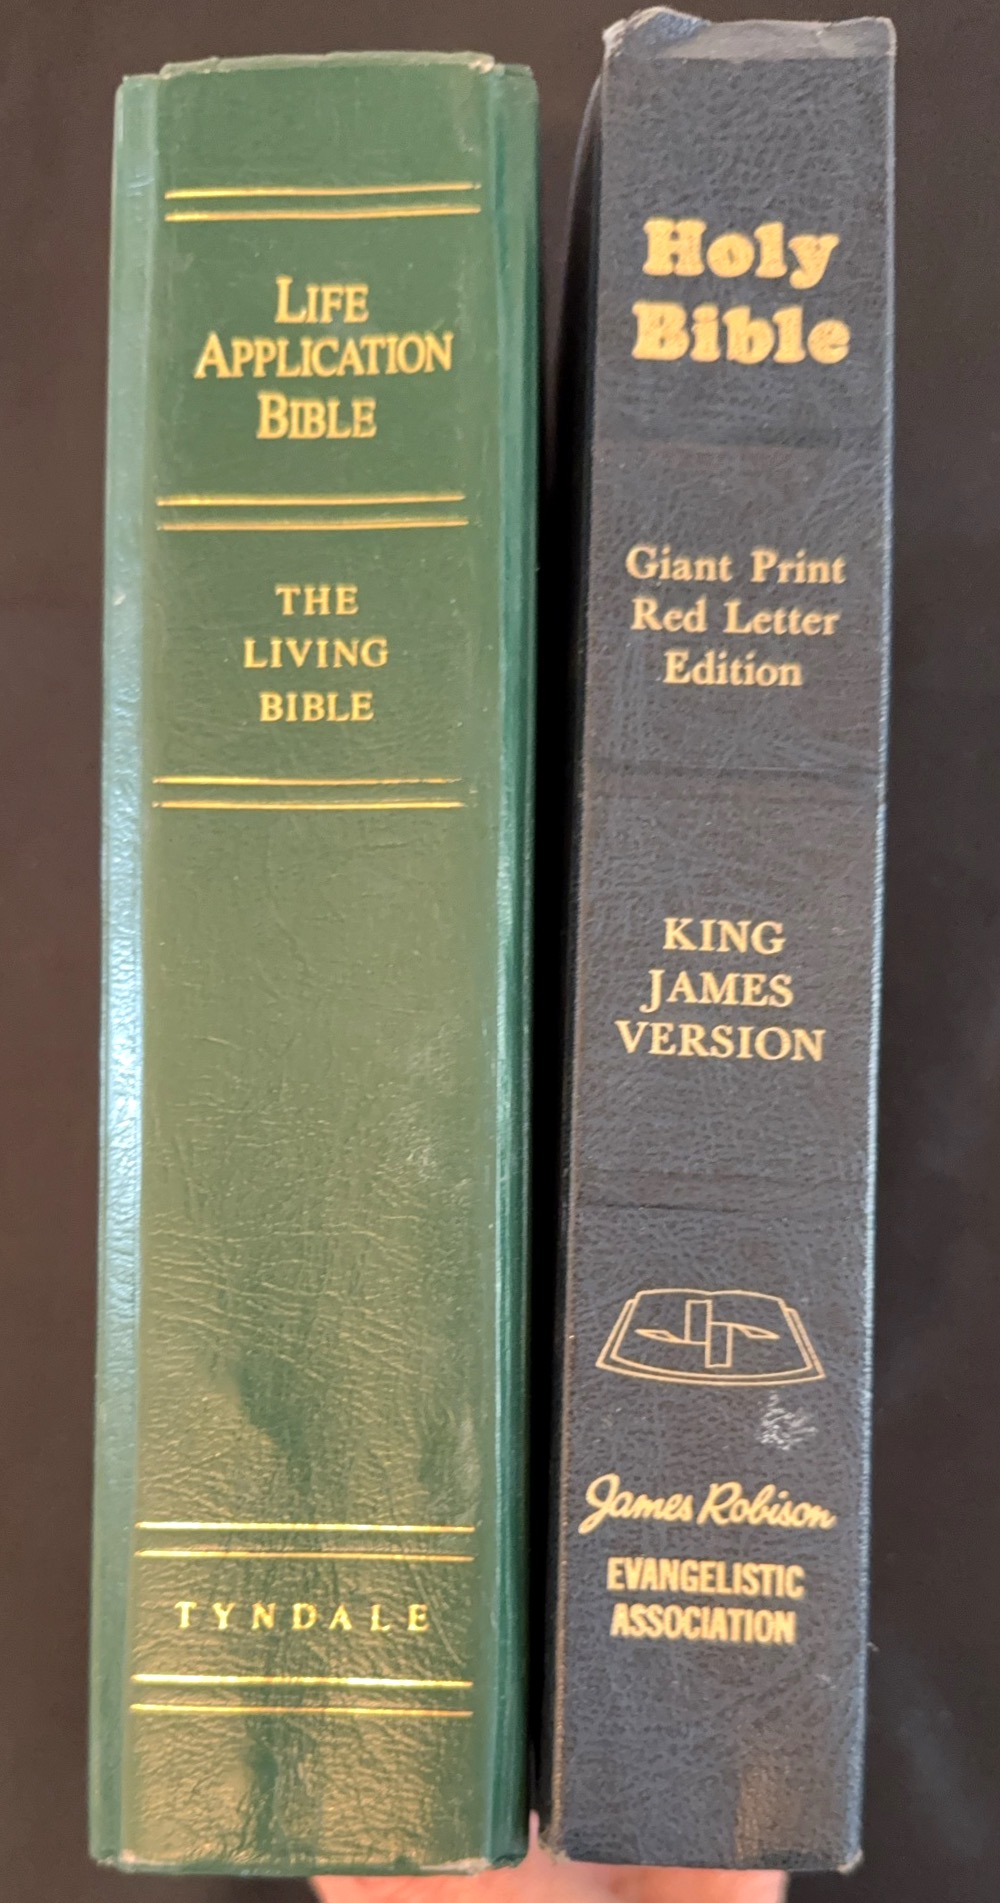 LIFE
APPLICATION
BIBLE
THE
LIVING
BIBLE
TYNDALE
Holy
Bible
Giant Print
Red Letter
Edition
KING
JAMES
VERSION
James Robison
EVANGELISTIC
ASSOCIATION